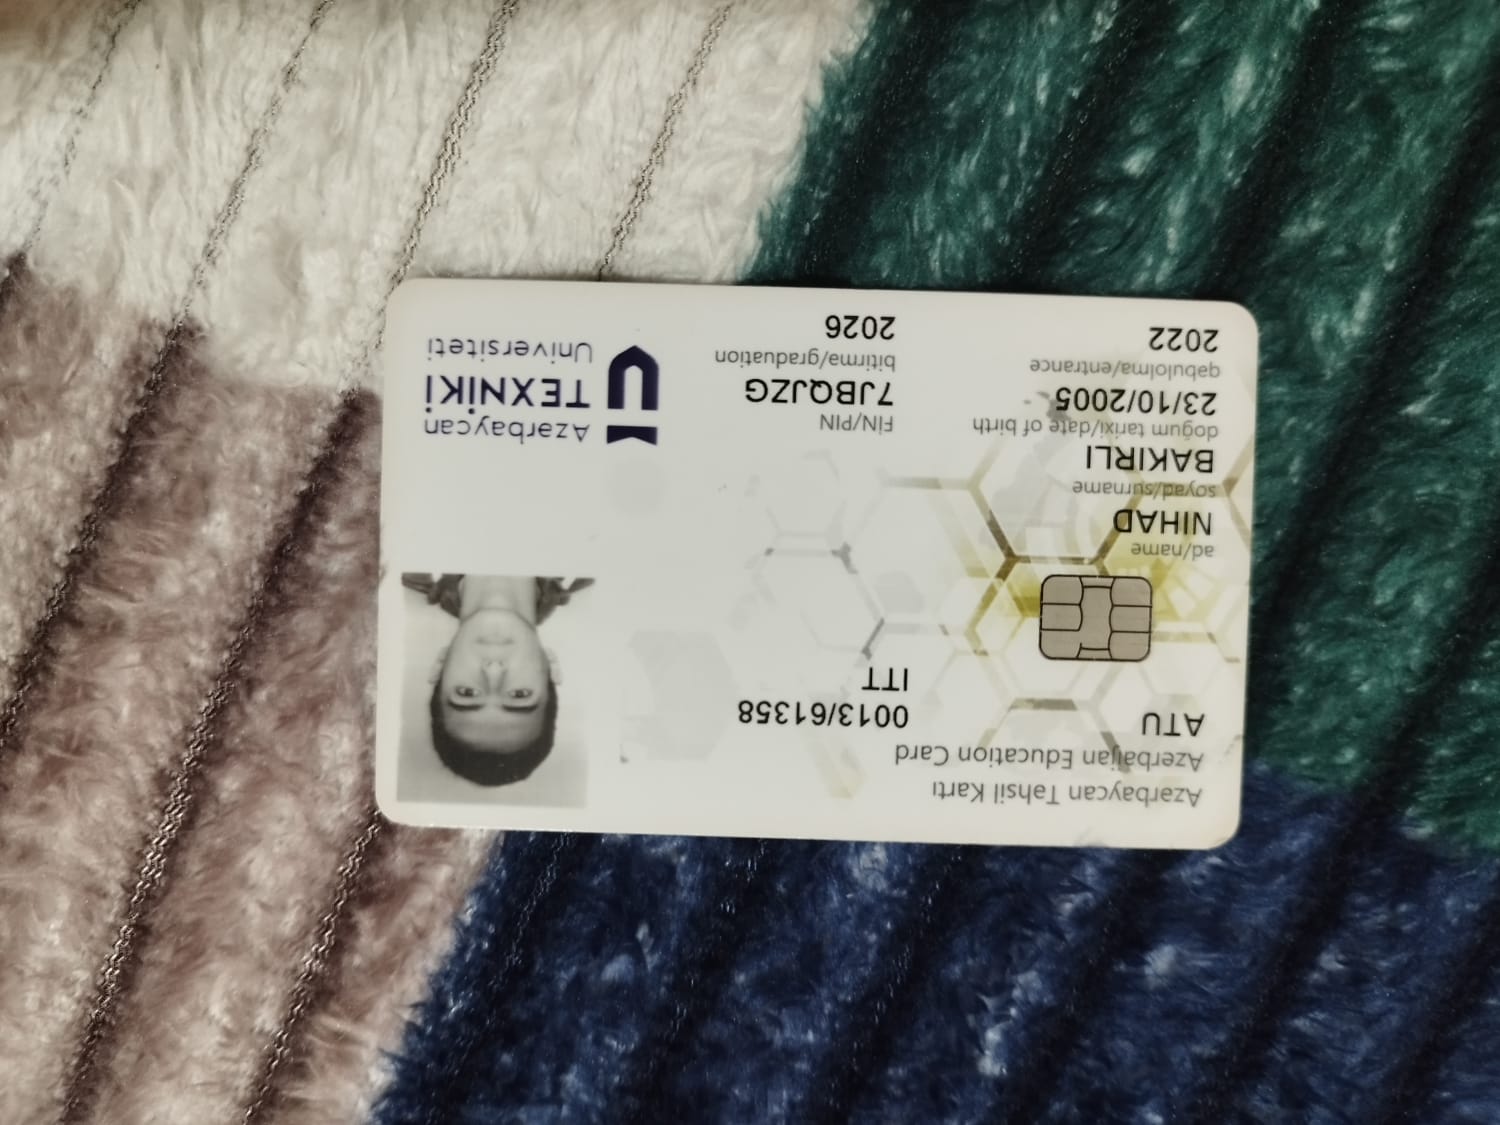 Azərbaycan Təhsil Kartı
Azerbaijan Education Card
ATU
0013/61358
ITT
ad/name
NIHAD
soyad/surname
BAKIRLI
doğum tarixi/date of birth
23/10/2005
qəbulolma/entrance
2022
FİN/PIN
7JBQJZG
bitirmə/graduation
2026
Azərbaycan
TEXNİKİ
Universiteti